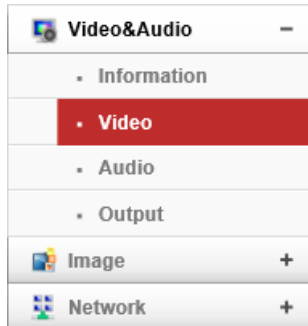 Video&Audio −
▪ Information
▪ Video
▪ Audio
▪ Output
Image +
Network +